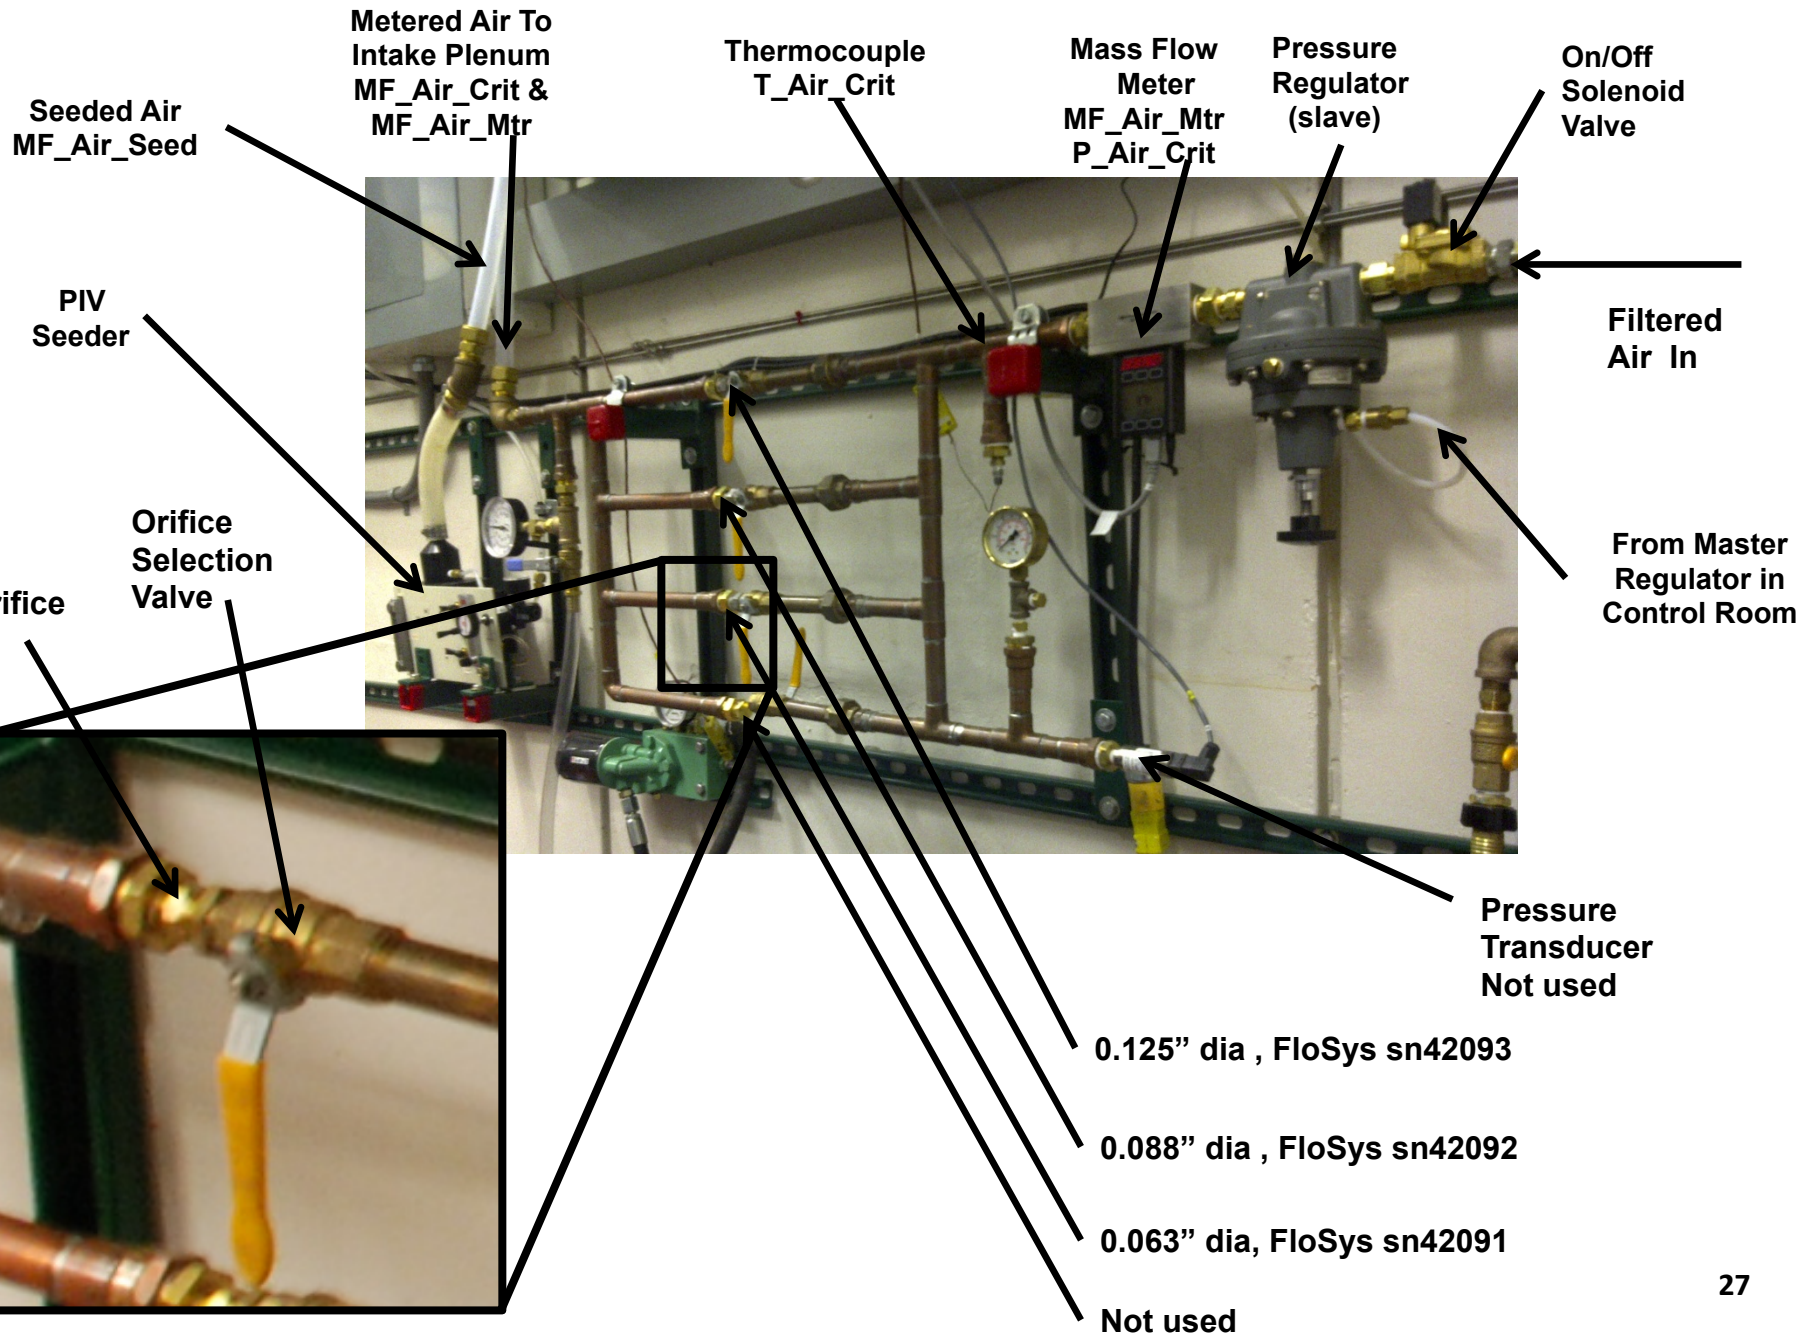 Metered Air To
Intake Plenum
MF_Air_Crit &
MF_Air_Mtr
Thermocouple
T_Air_Crit
Mass Flow
Meter
MF_Air_Mtr
P_Air_Crit
Pressure
Regulator
(slave)
On/Off
Solenoid
Valve
Seeded Air
MF_Air_Seed
PIV
Seeder
Filtered
Air In
Orifice
Selection
Valve
ifice
From Master
Regulator in
Control Room
Pressure
Transducer
Not used
0.125” dia , FloSys sn42093
0.088” dia , FloSys sn42092
0.063” dia, FloSys sn42091
Not used
27